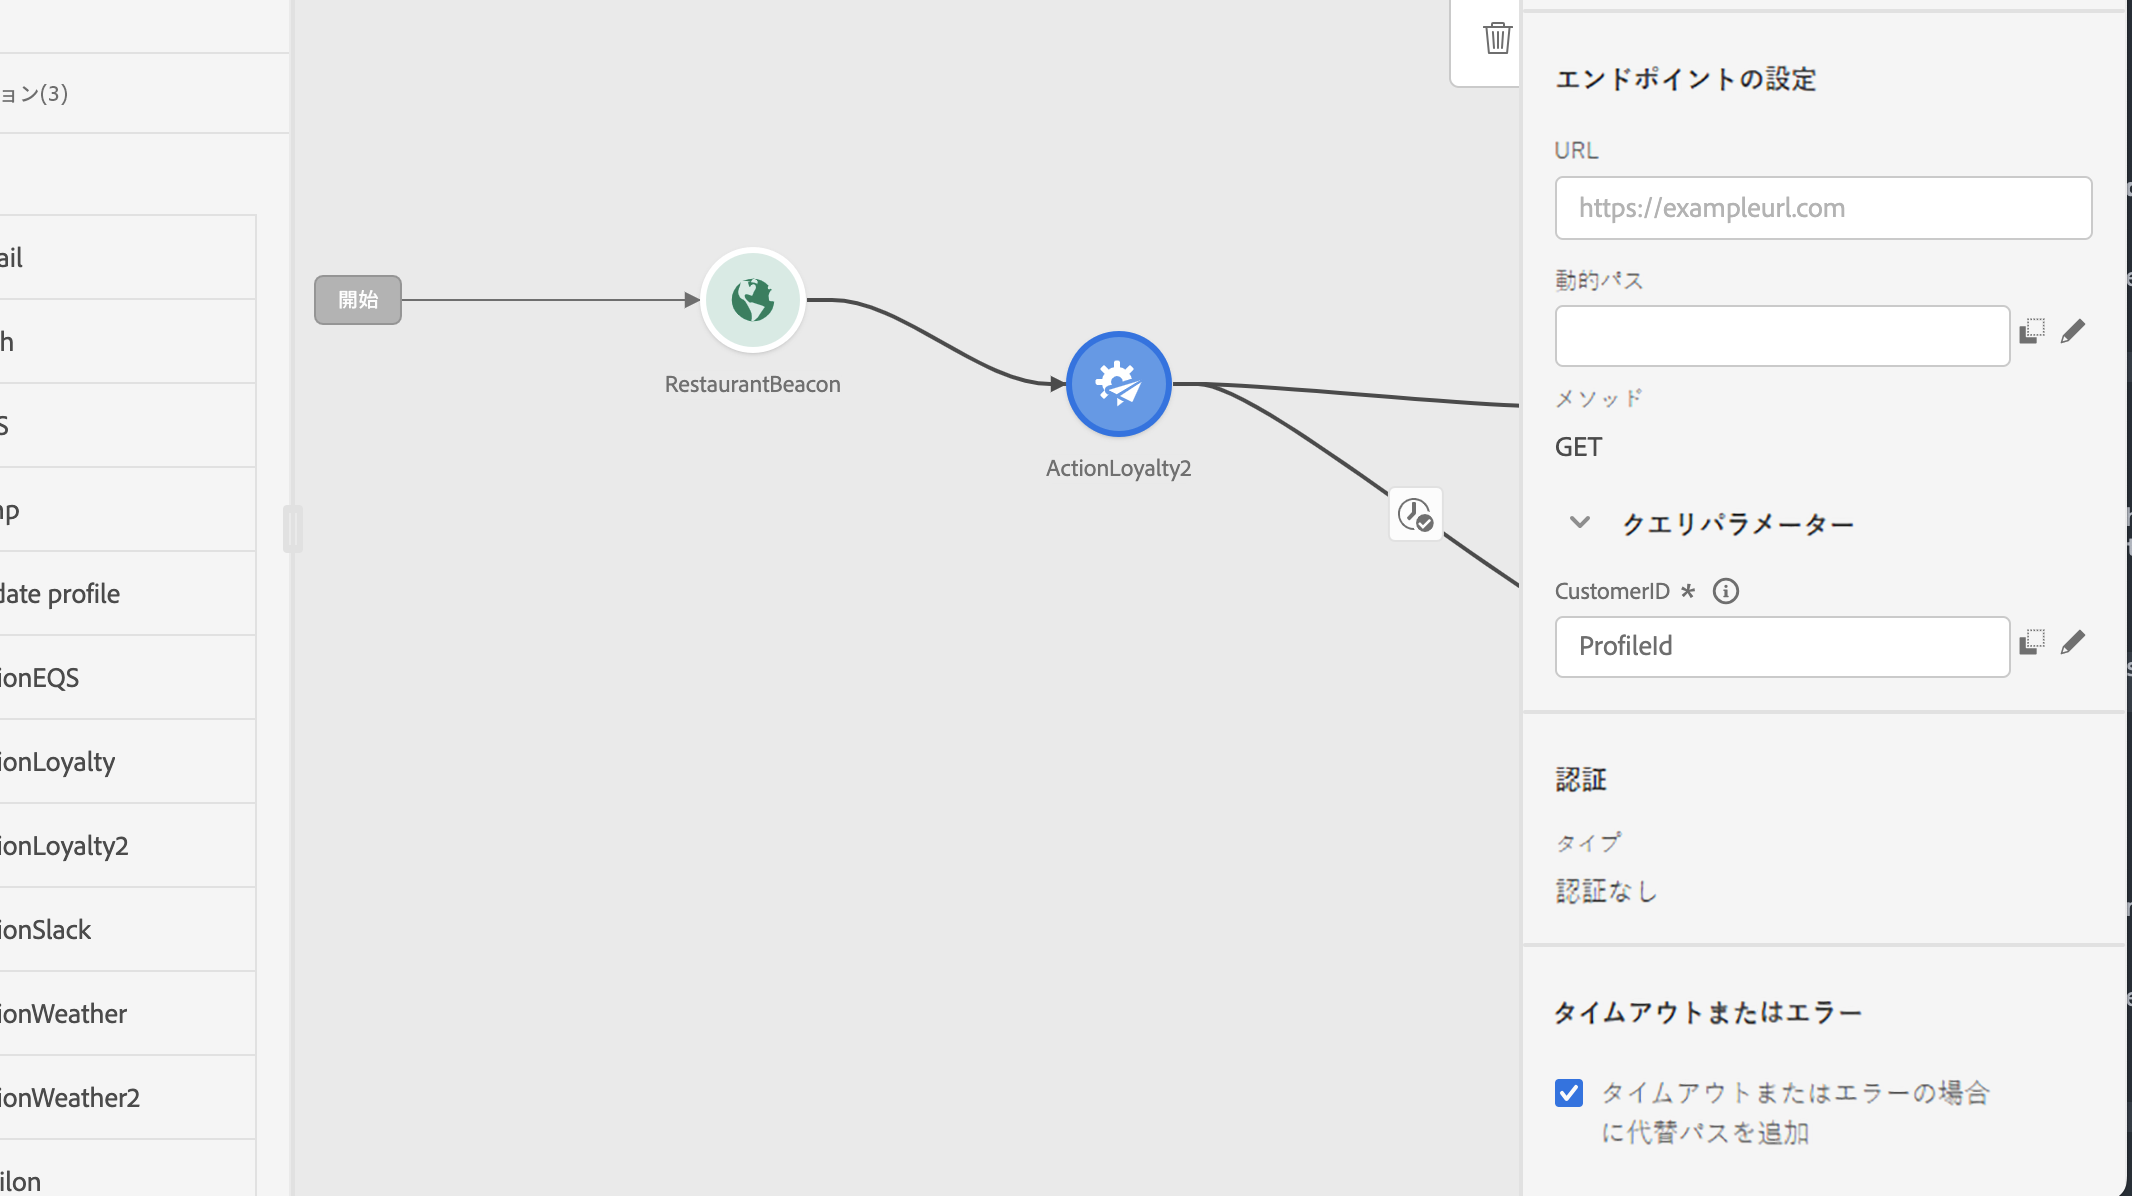 ョン(3)
ail
h
S
np
date profile
ionEQS
ionLoyalty
ionLoyalty2
ionSlack
ionWeather
ionWeather2
ilon
開始
RestaurantBeacon
ActionLoyalty2
エンドポイントの設定
URL
https://exampleurl.com
動的パス
メソッド
GET
クエリパラメーター
CustomerID *
ProfileId
認証
タイプ
認証なし
タイムアウトまたはエラー
タイムアウトまたはエラーの場合
に代替パスを追加